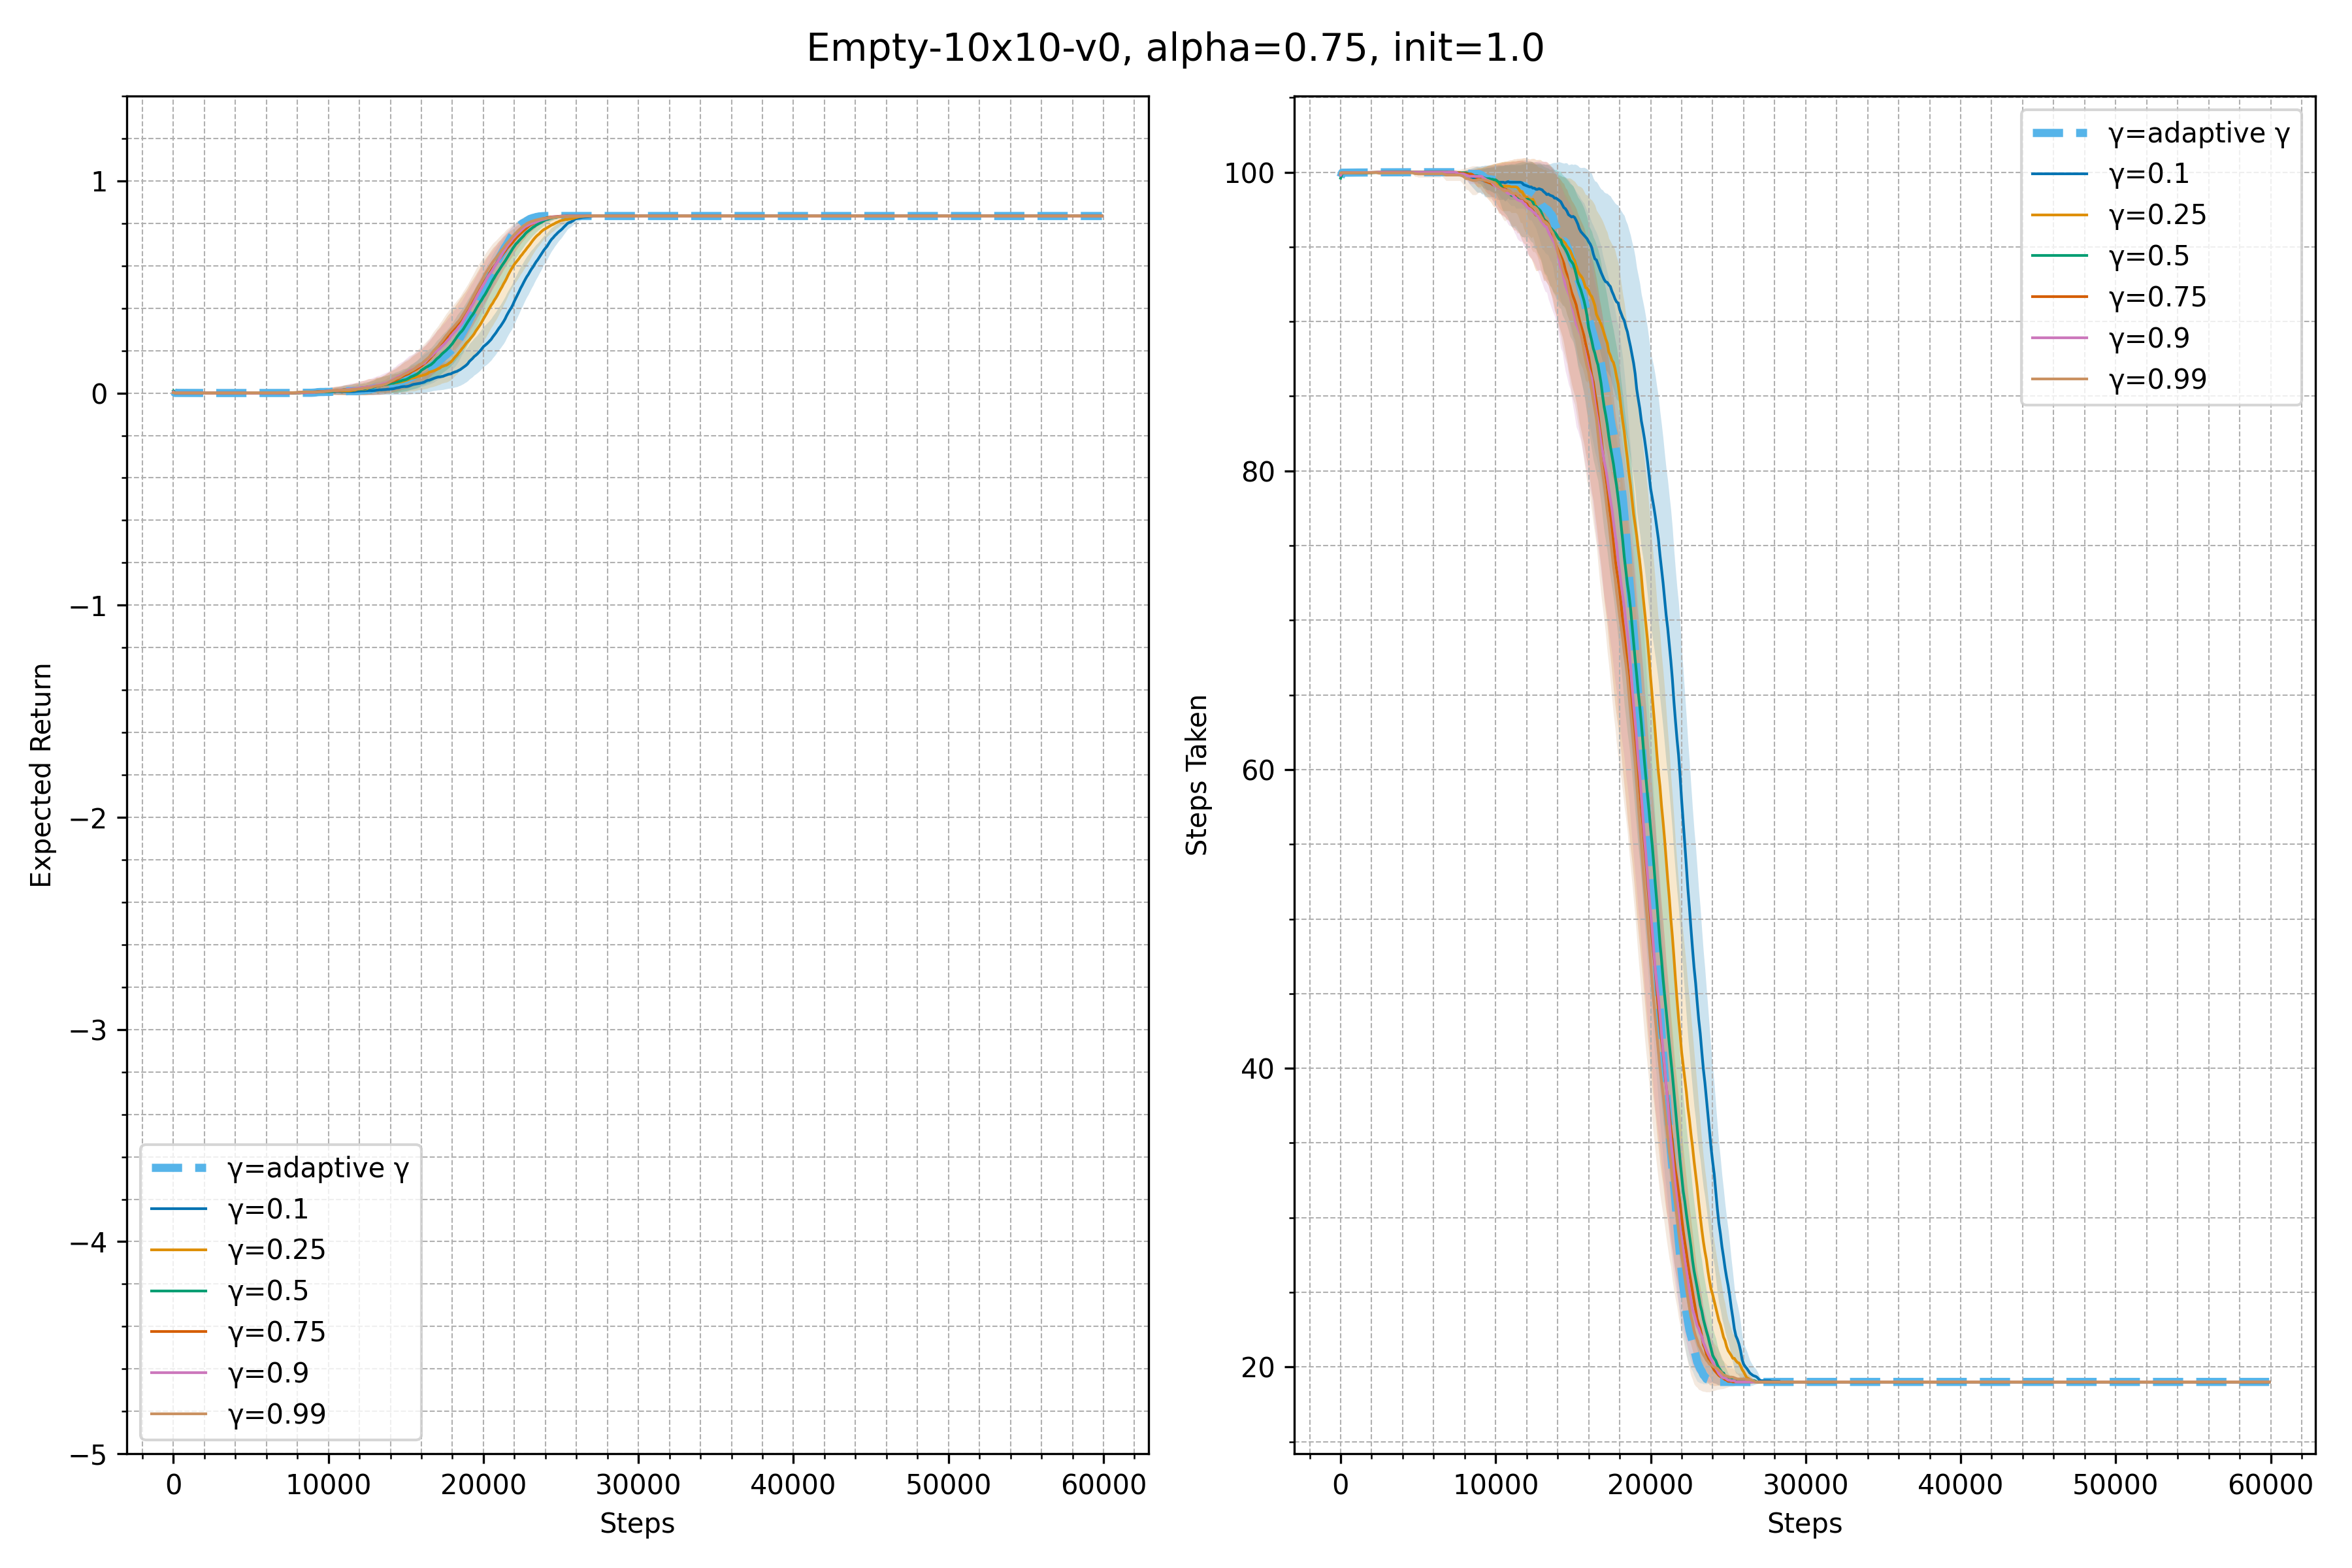 Empty-10x10-v0, alpha=0.75, init=1.0
Expected Return
1
0
−1
−2
−3
−4
−5
γ=adaptive γ
γ=0.1
γ=0.25
γ=0.5
γ=0.75
γ=0.9
γ=0.99
0 10000 20000 30000 40000 50000 60000
Steps
Steps Taken
100
80
60
40
20
γ=adaptive γ
γ=0.1
γ=0.25
γ=0.5
γ=0.75
γ=0.9
γ=0.99
0 10000 20000 30000 40000 50000 60000
Steps